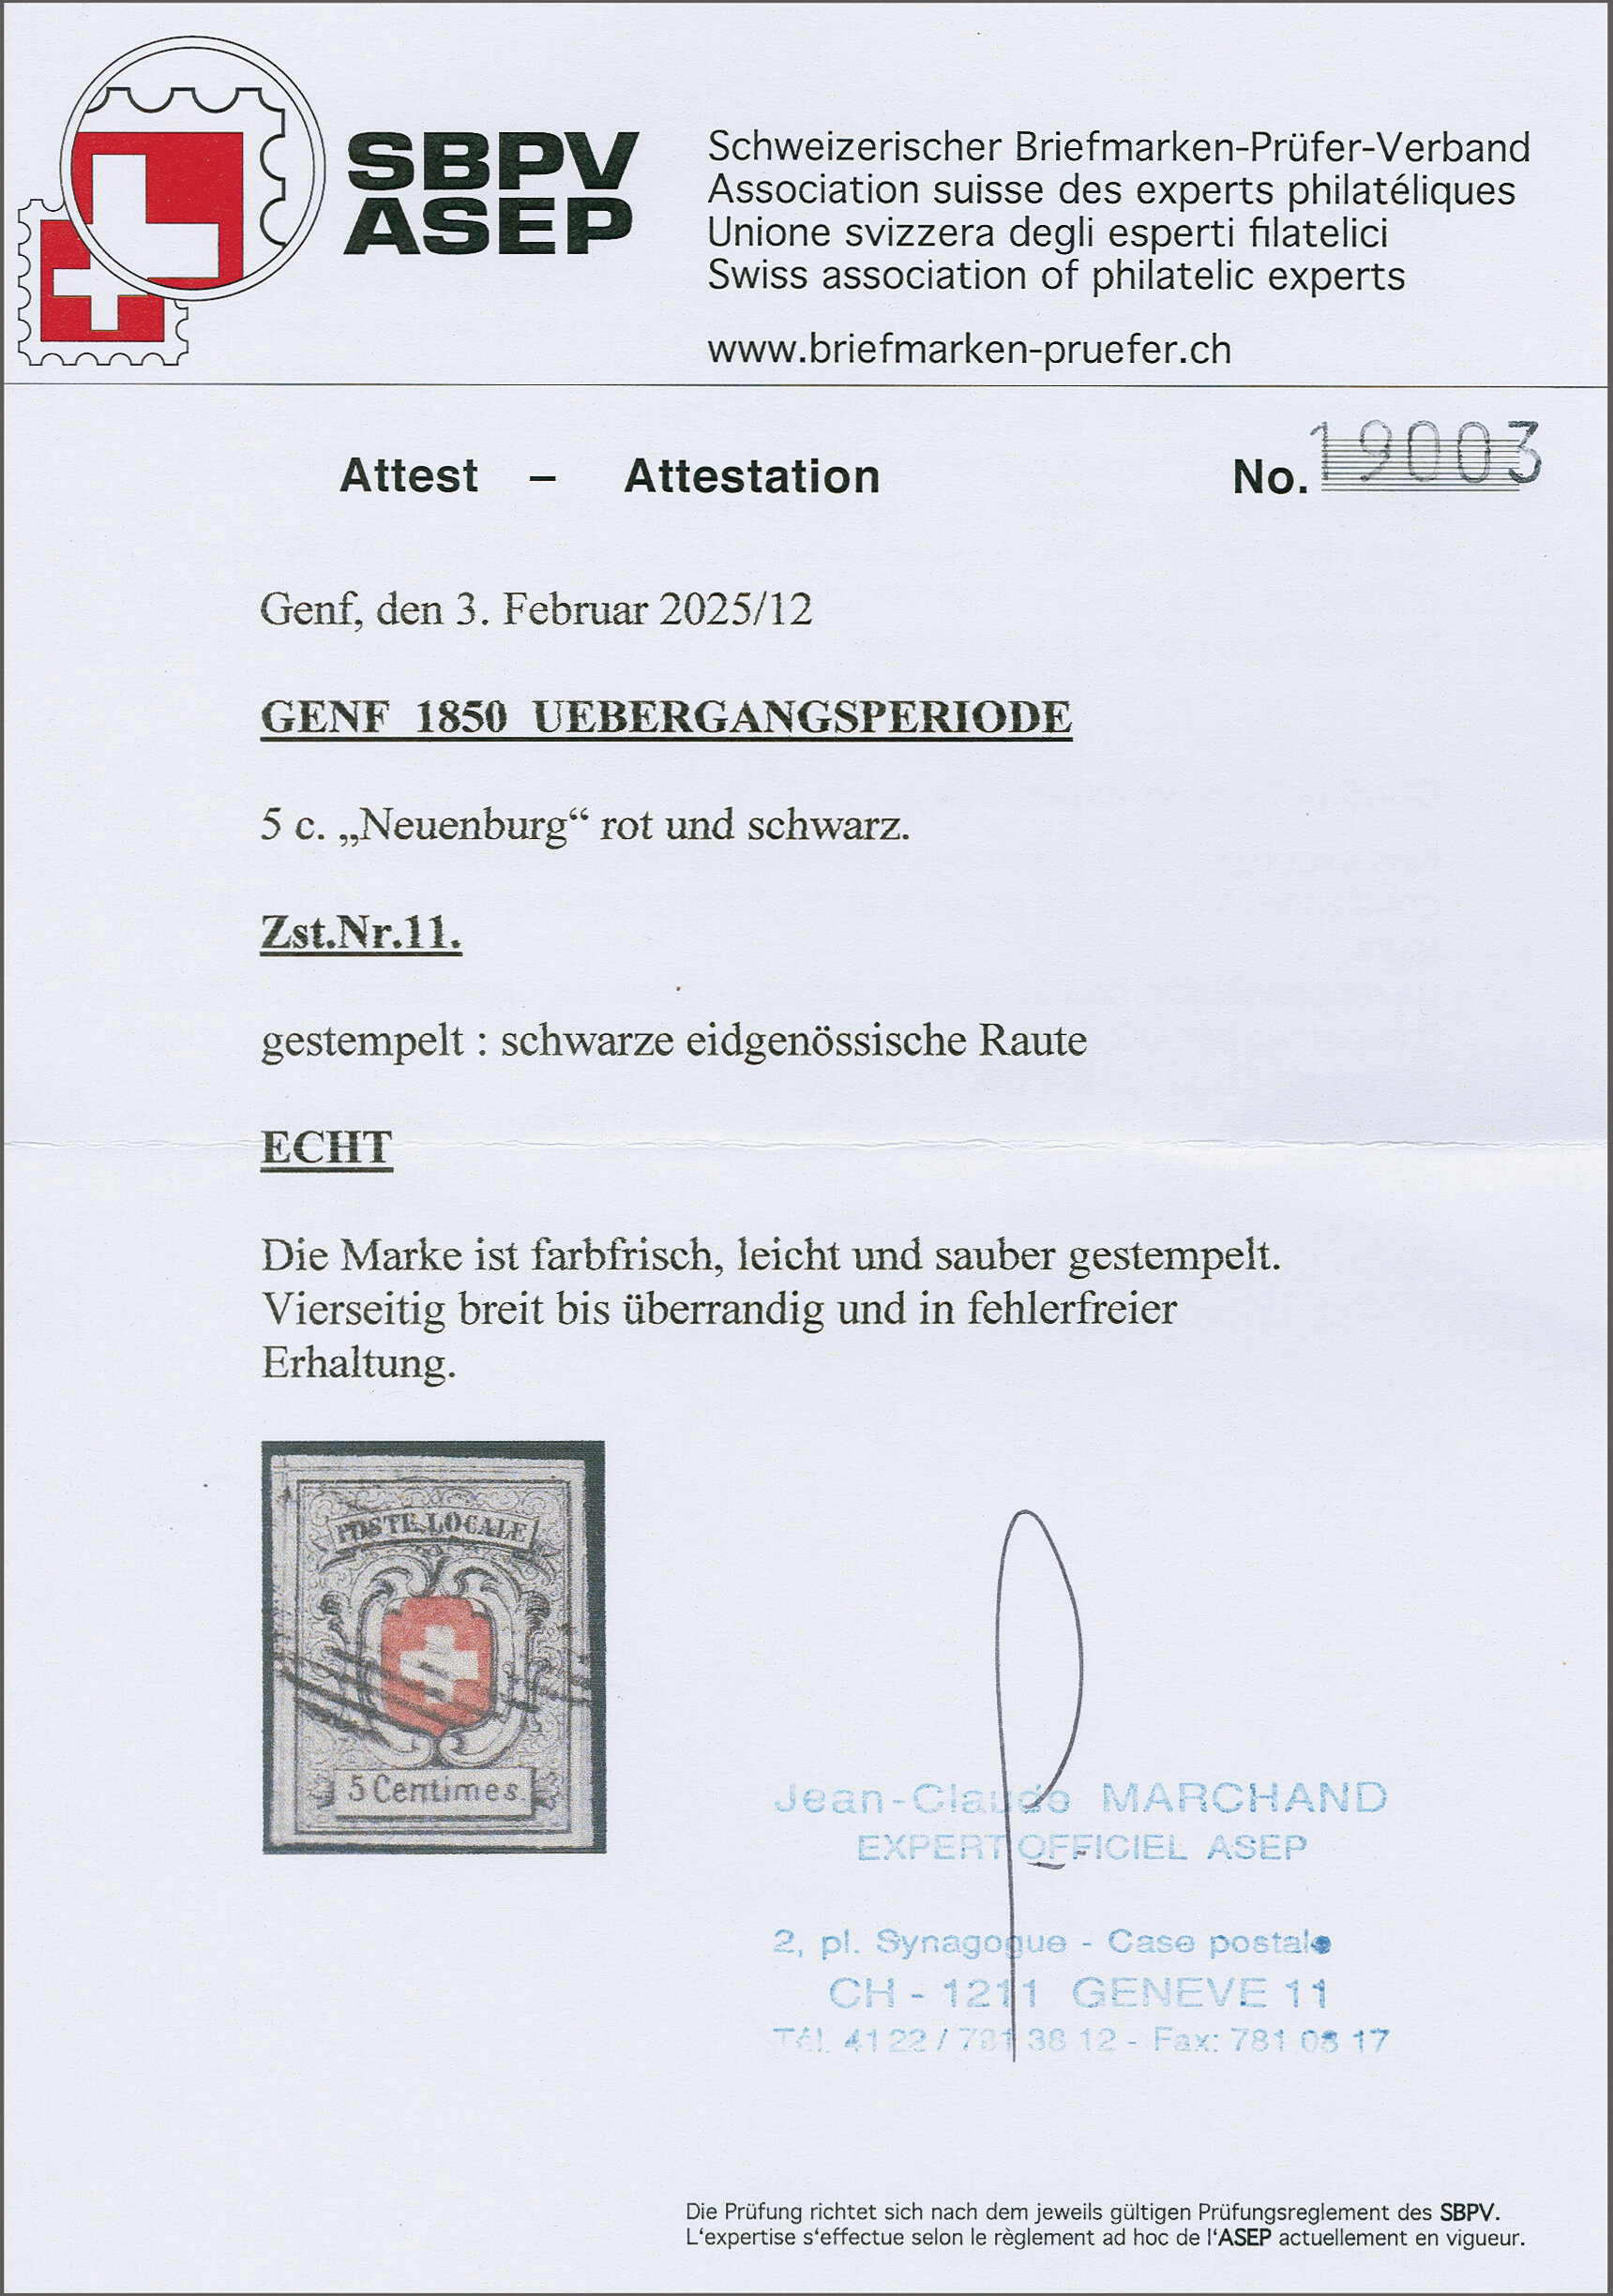 SBPV
ASEP
Schweizerischer Briefmarken-Prüfer-Verband
Association suisse des experts philatéliques
Unione svizzera degli esperti filatelici
Swiss association of philatelic experts
www.briefmarken-pruefer.ch
Attest – Attestation No. 19003
Genf, den 3. Februar 2025/12
GENF 1850 UEBERGANGSPERIODE
5 c. „Neuenburg“ rot und schwarz.
Zst.Nr.11.
gestempelt : schwarze eidgenössische Raute
ECHT
Die Marke ist farbfrisch, leicht und sauber gestempelt.
Vierseitig breit bis überrandig und in fehlerfreier
Erhaltung.
POSTE LOCALE
5 Centimes.
Jean-Claude MARCHAND
EXPERT OFFICIEL ASEP
2, pl. Synagogue - Case postale
CH - 1211 GENEVE 11
Tél. 41 22 / 781 38 12 - Fax: 781 08 17
Die Prüfung richtet sich nach dem jeweils gültigen Prüfungsreglement des SBPV.
L‘expertise s‘effectue selon le règlement ad hoc de l‘ASEP actuellement en vigueur.